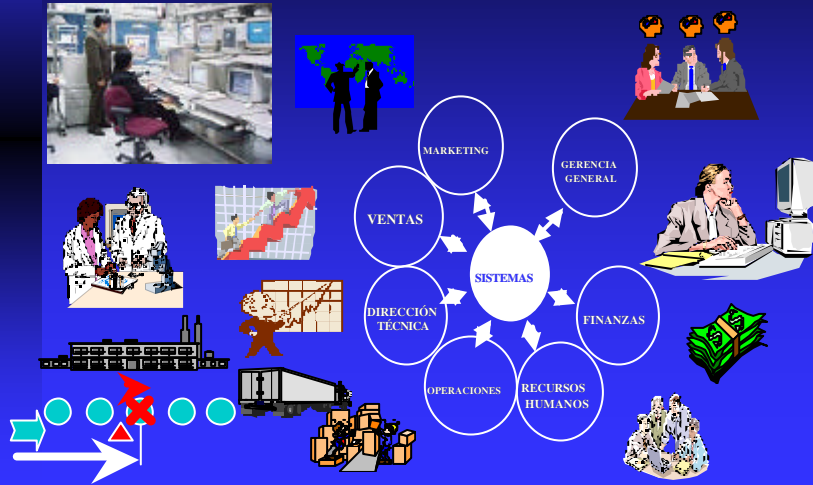 MARKETING
GERENCIA
GENERAL
VENTAS
SISTEMAS
DIRECCIÓN
TÉCNICA
FINANZAS
OPERACIONES
RECURSOS
HUMANOS